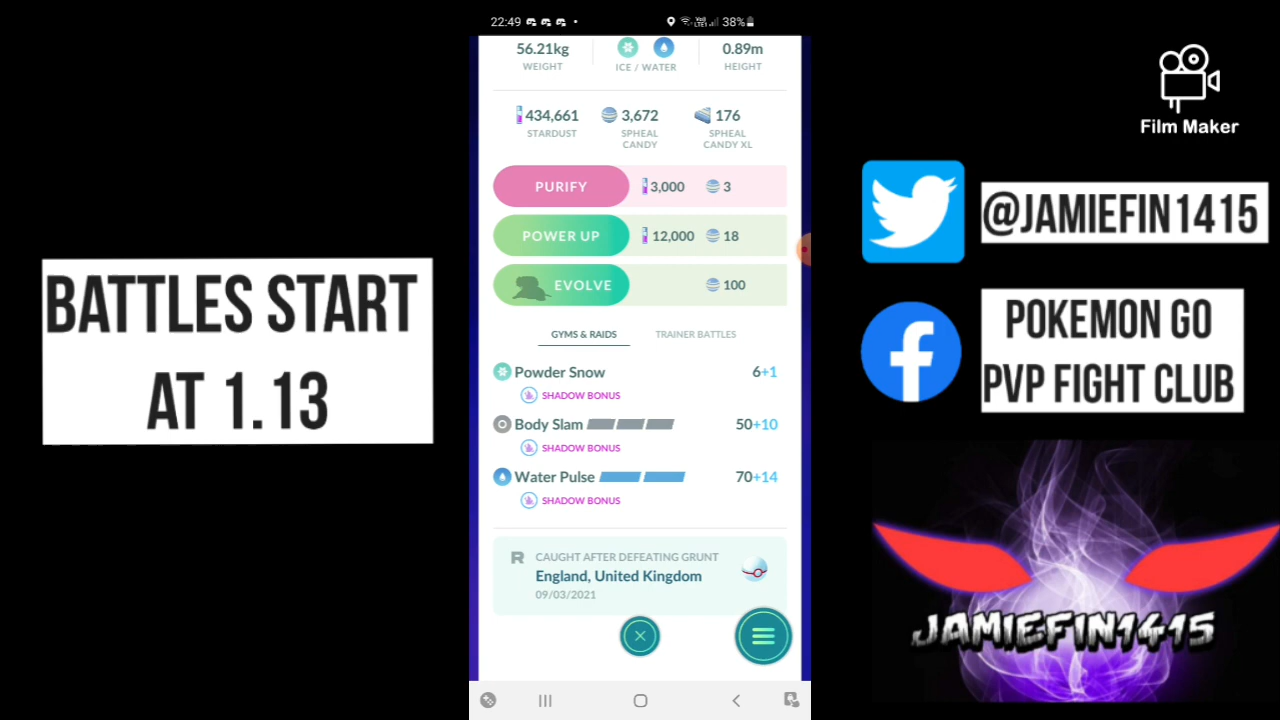 22:49
38%
56.21kg
WEIGHT
ICE / WATER
0.89m
HEIGHT
434,661
STARDUST
3,672
SPHEAL
CANDY
176
SPHEAL
CANDY XL
PURIFY 3,000 3
POWER UP 12,000 18
EVOLVE 100
GYMS & RAIDS TRAINER BATTLES
Powder Snow 6+1
SHADOW BONUS
Body Slam 50+10
SHADOW BONUS
Water Pulse 70+14
SHADOW BONUS
R CAUGHT AFTER DEFEATING GRUNT
England, United Kingdom
09/03/2021
BATTLES START
AT 1.13
Film Maker
@JAMIEFIN1415
POKEMON GO
PVP FIGHT CLUB
JAMIEFIN1415